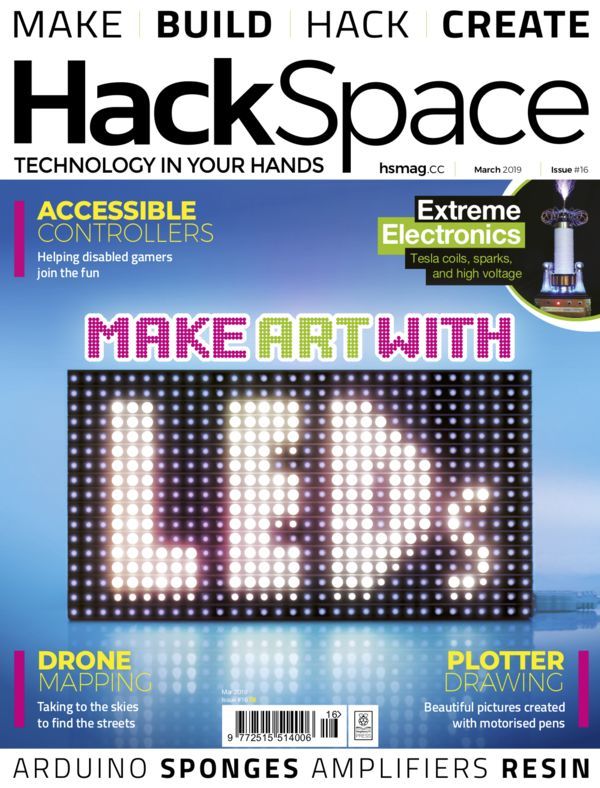 MAKE BUILD HACK CREATE
HackSpace
TECHNOLOGY IN YOUR HANDS
hsmag.cc March 2019 Issue #16
ACCESSIBLE
CONTROLLERS
Helping disabled gamers
join the fun
Extreme
Electronics
Tesla coils, sparks,
and high voltage
MAKE ART WITH
LEDs
DRONE
MAPPING
Taking to the skies
to find the streets
Mar 2019
Issue #16 £6
16
9 772515 514006
PLOTTER
DRAWING
Beautiful pictures created
with motorised pens
ARDUINO SPONGES AMPLIFIERS RESIN